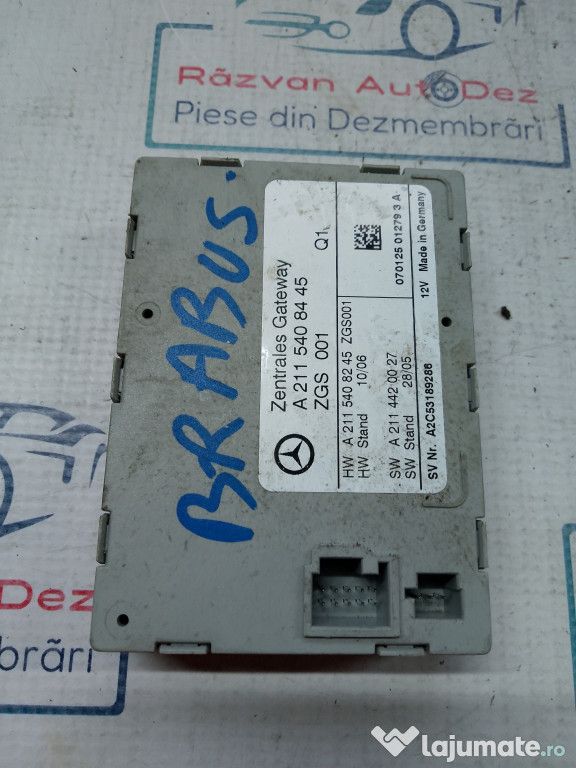 Răzvan AutoDez
Piese din Dezmembrări
BRABUS.
Zentrales Gateway
A 211 540 84 45
ZGS 001 Q1
HW A 211 540 82 45 ZGS001
HW Stand 10/06
SW A 211 442 00 27
SW Stand 28/05
SV Nr. A2C53189286
070125 01279 3 A
12V Made in Germany
Dez
mbrări
lajumate.ro